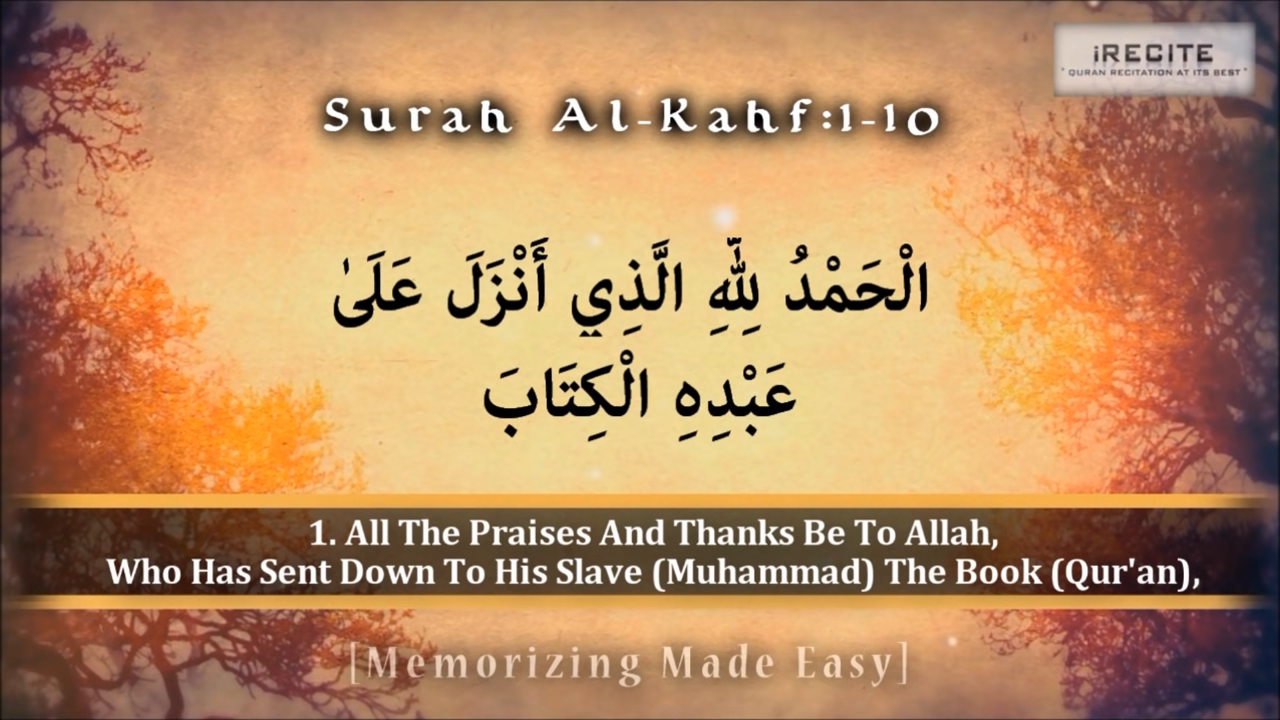 iRECITE
"QURAN RECITATION AT ITS BEST"
Surah Al-Kahf:1-10
الْحَمْدُ لِلَّهِ الَّذِي أَنْزَلَ عَلَىٰ
عَبْدِهِ الْكِتَابَ
1. All The Praises And Thanks Be To Allah,
Who Has Sent Down To His Slave (Muhammad) The Book (Qur'an),
[Memorizing Made Easy]